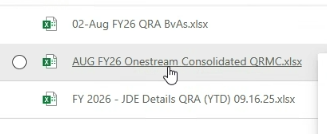 02-Aug FY26 QRA BvAs.xlsx
AUG FY26 Onestream Consolidated QRMC.xlsx
FY 2026 - JDE Details QRA (YTD) 09.16.25.xlsx